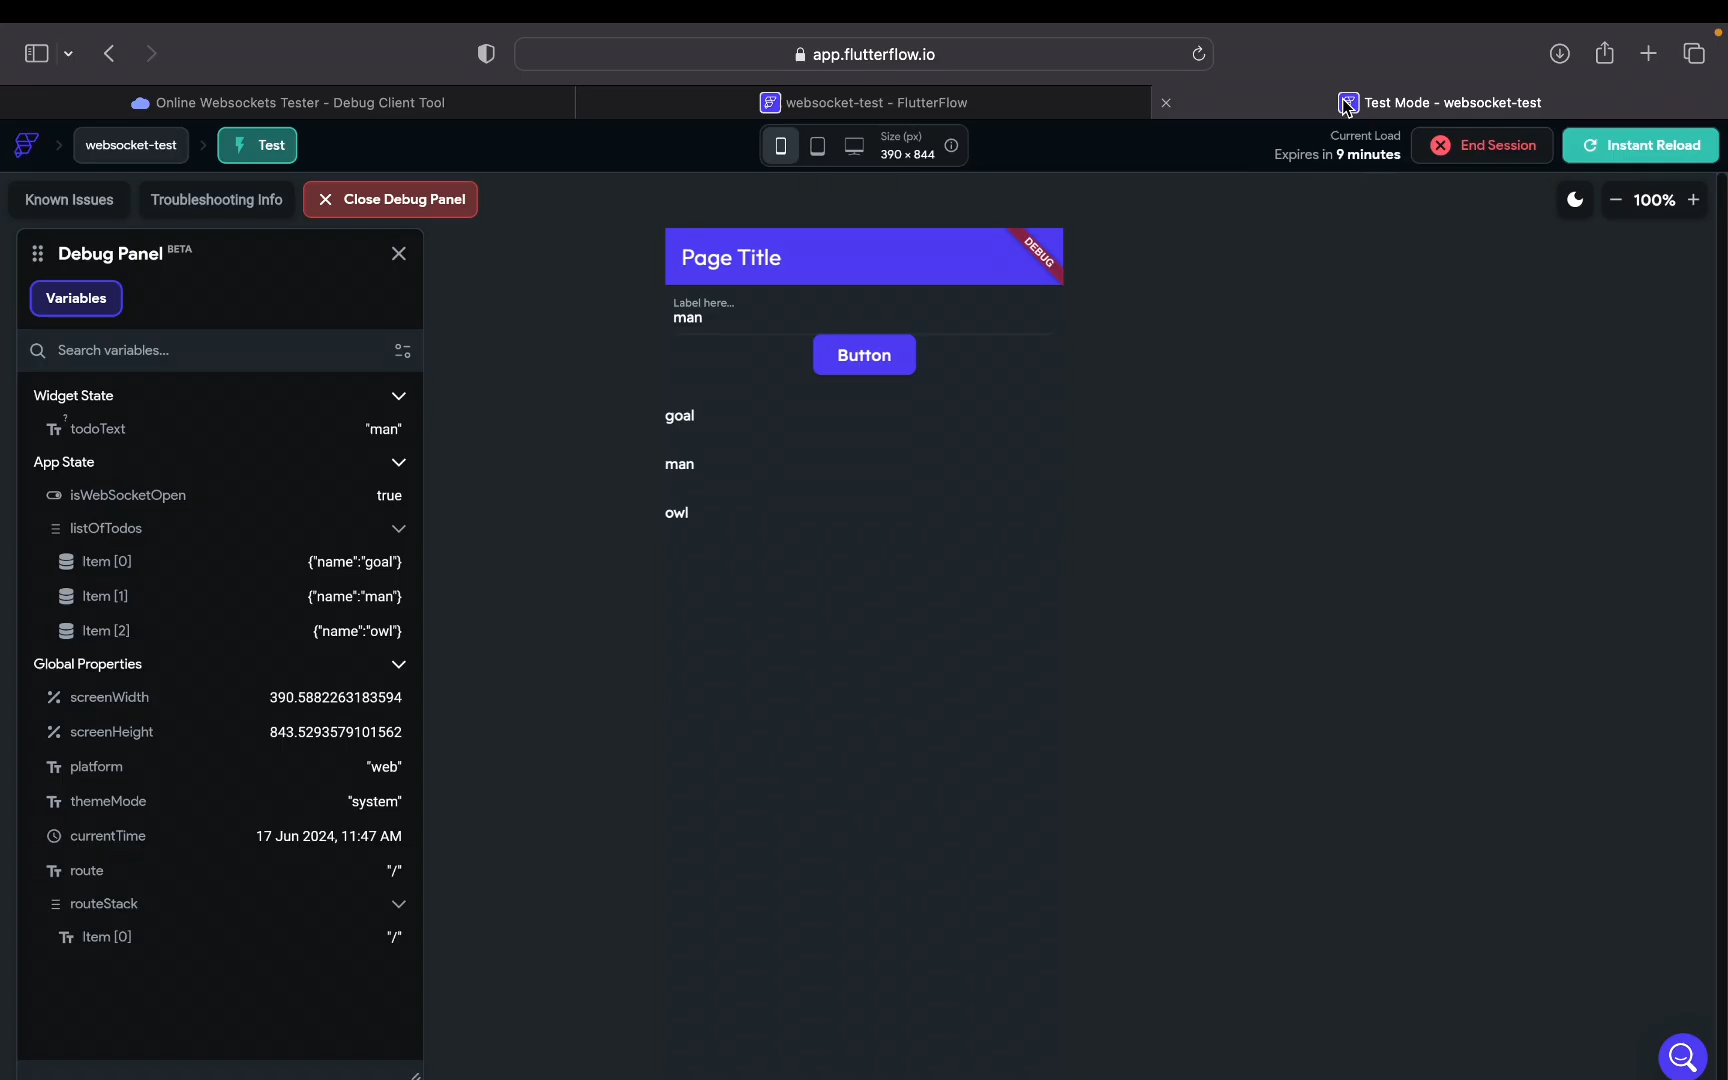 app.flutterflow.io
Online Websockets Tester - Debug Client Tool
websocket-test - FlutterFlow
Test Mode - websocket-test
websocket-test
Test
Size (px)
390 × 844
Current Load
Expires in 9 minutes
End Session
Instant Reload
Known Issues
Troubleshooting Info
Close Debug Panel
100%
Debug Panel BETA
Variables
Search variables...
Widget State
todoText "man"
App State
isWebSocketOpen true
listOfTodos
Item [0] {"name":"goal"}
Item [1] {"name":"man"}
Item [2] {"name":"owl"}
Global Properties
screenWidth 390.5882263183594
screenHeight 843.5293579101562
platform "web"
themeMode "system"
currentTime 17 Jun 2024, 11:47 AM
route "/"
routeStack
Item [0] "/"
Page Title
DEBUG
Label here...
man
Button
goal
man
owl